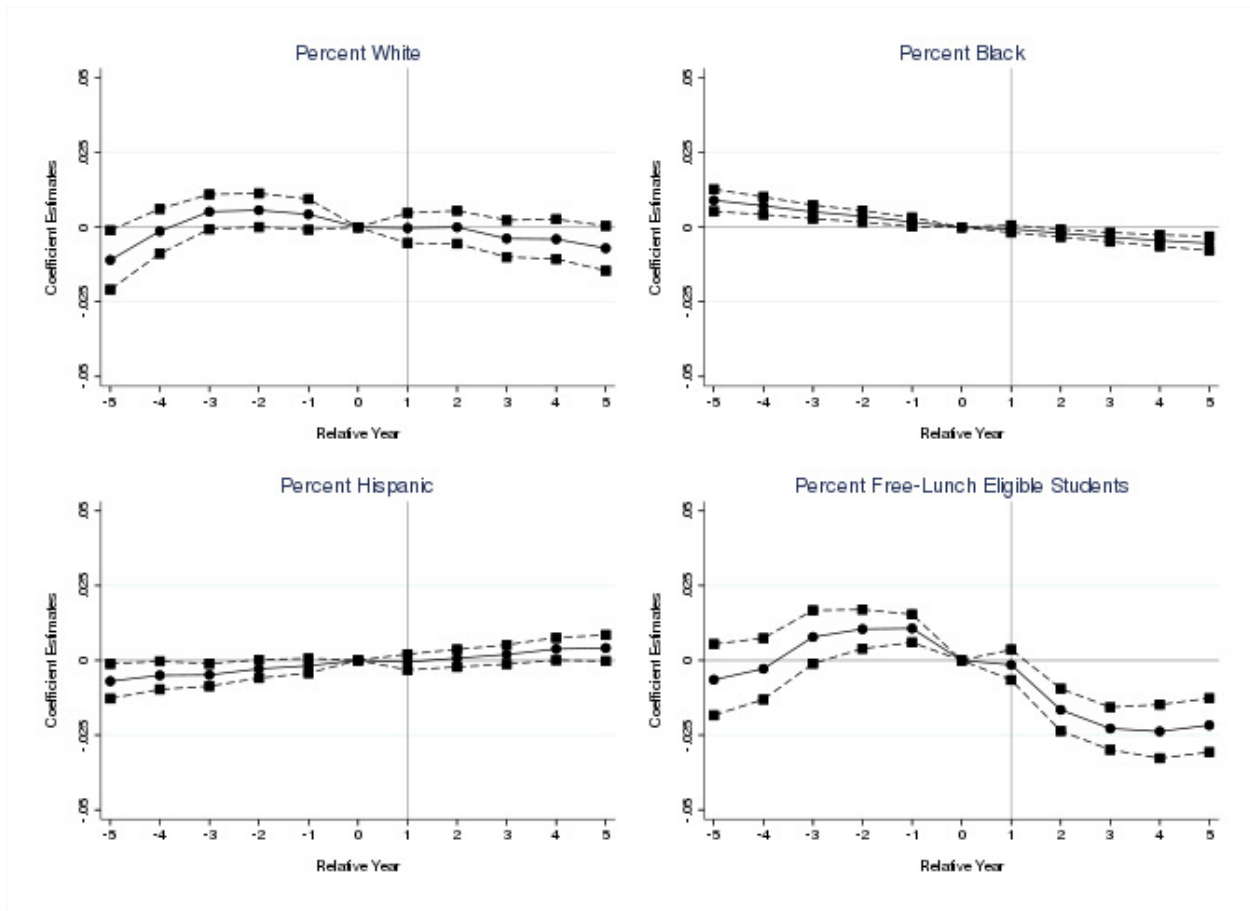 Percent White
Coefficient Estimates
.05
.025
0
-.025
-.05
-5 -4 -3 -2 -1 0 1 2 3 4 5
Relative Year
Percent Black
Coefficient Estimates
.05
.025
0
-.025
-.05
-5 -4 -3 -2 -1 0 1 2 3 4 5
Relative Year
Percent Hispanic
Coefficient Estimates
.05
.025
0
-.025
-.05
-5 -4 -3 -2 -1 0 1 2 3 4 5
Relative Year
Percent Free-Lunch Eligible Students
Coefficient Estimates
.05
.025
0
-.025
-.05
-5 -4 -3 -2 -1 0 1 2 3 4 5
Relative Year